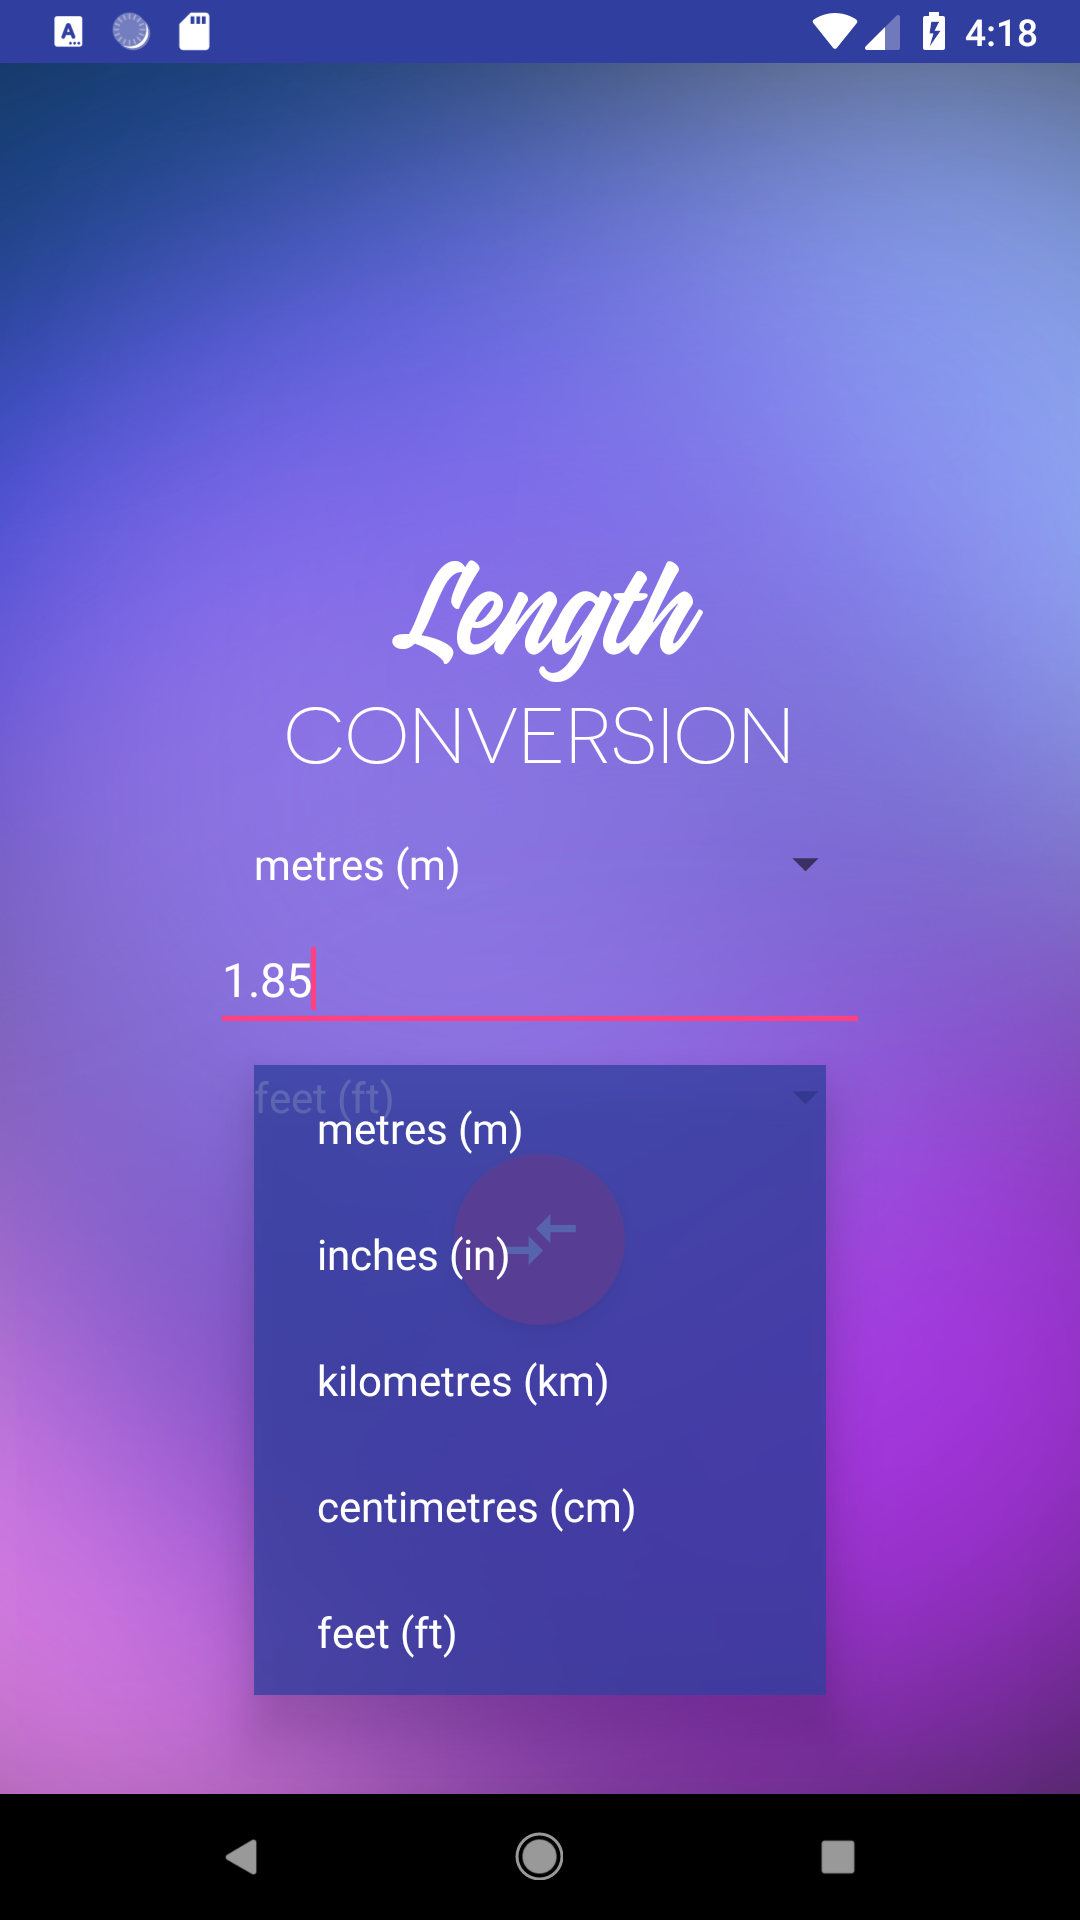 4:18
Length
CONVERSION
metres (m)
1.85
feet (ft)
metres (m)
inches (in)
kilometres (km)
centimetres (cm)
feet (ft)